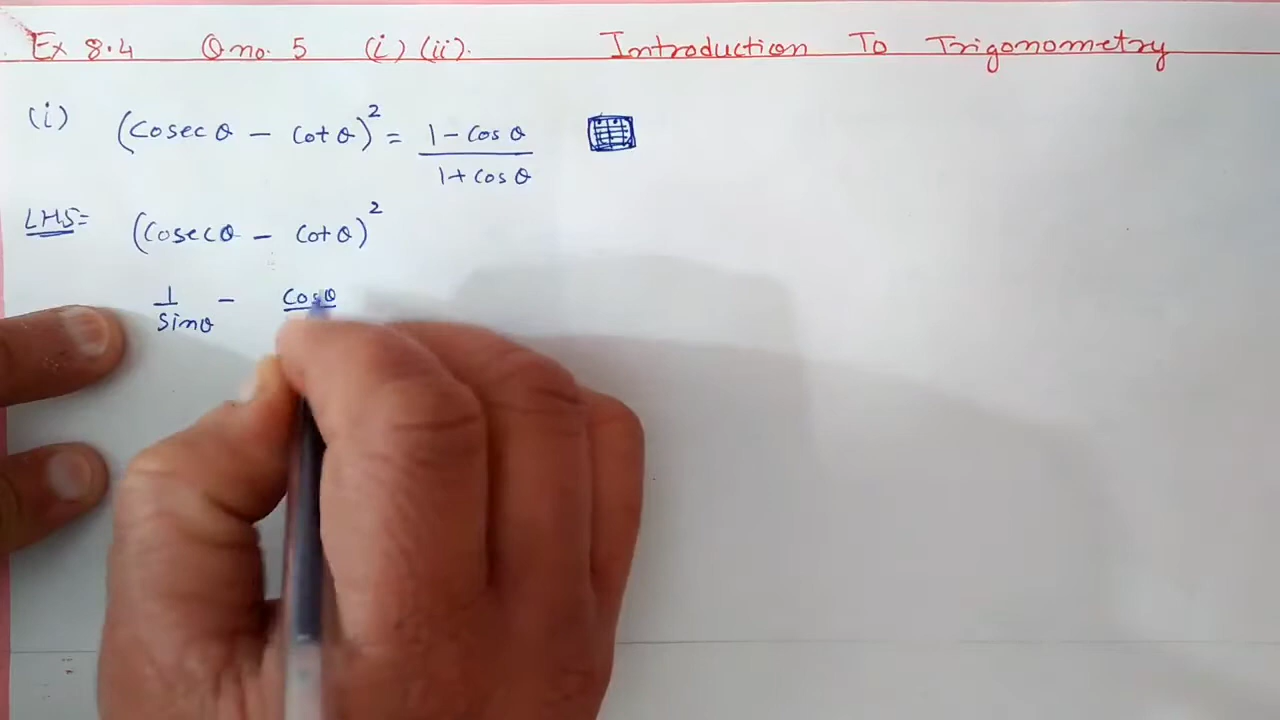 Ex 8.4 Q no. 5 (i) (ii). Introduction To Trigonometry
(i) (Cosec θ - Cot θ)² = 1 - Cos θ / 1 + Cos θ
LHS = (Cosec θ - Cot θ)²
1 / Sin θ - Cos θ